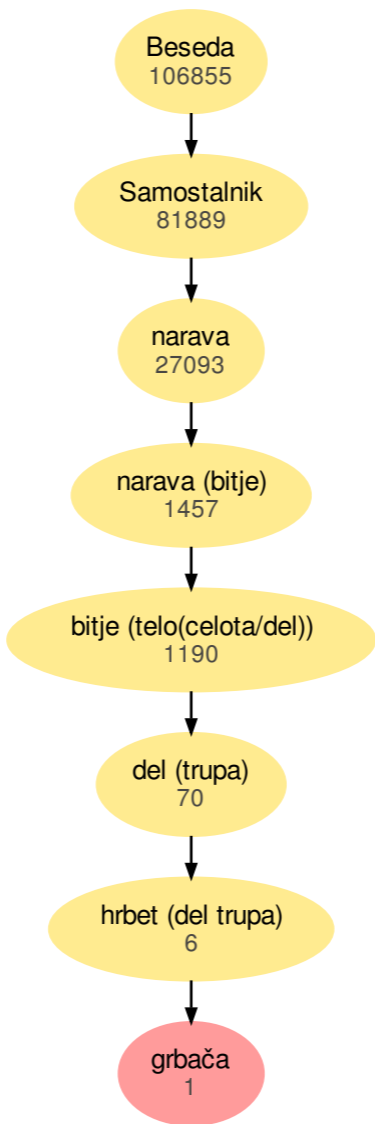 Beseda
106855
Samostalnik
81889
narava
27093
narava (bitje)
1457
bitje (telo(celota/del))
1190
del (trupa)
70
hrbet (del trupa)
6
grbača
1